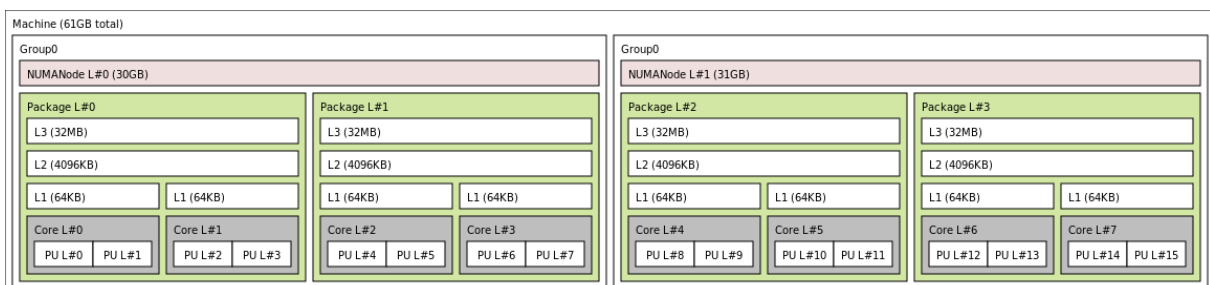 Machine (61GB total)
Group0
NUMANode L#0 (30GB)
Package L#0
L3 (32MB)
L2 (4096KB)
L1 (64KB) L1 (64KB)
Core L#0 Core L#1
PU L#0 PU L#1 PU L#2 PU L#3
Package L#1
L3 (32MB)
L2 (4096KB)
L1 (64KB) L1 (64KB)
Core L#2 Core L#3
PU L#4 PU L#5 PU L#6 PU L#7
Group0
NUMANode L#1 (31GB)
Package L#2
L3 (32MB)
L2 (4096KB)
L1 (64KB) L1 (64KB)
Core L#4 Core L#5
PU L#8 PU L#9 PU L#10 PU L#11
Package L#3
L3 (32MB)
L2 (4096KB)
L1 (64KB) L1 (64KB)
Core L#6 Core L#7
PU L#12 PU L#13 PU L#14 PU L#15